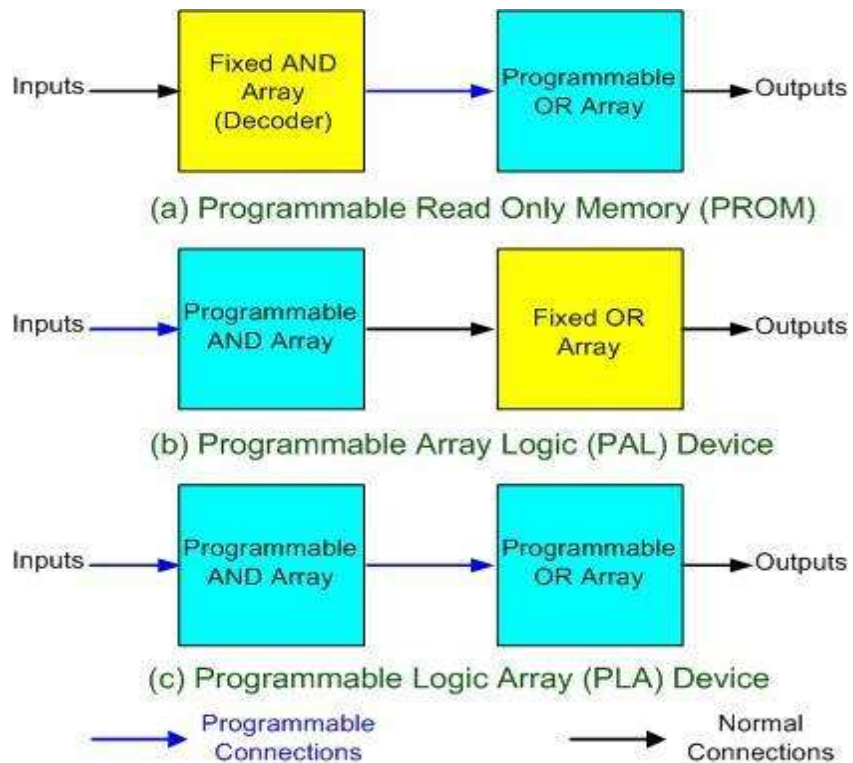 Inputs
Fixed AND
Array
(Decoder)
Programmable
OR Array
Outputs
(a) Programmable Read Only Memory (PROM)
Inputs
Programmable
AND Array
Fixed OR
Array
Outputs
(b) Programmable Array Logic (PAL) Device
Inputs
Programmable
AND Array
Programmable
OR Array
Outputs
(c) Programmable Logic Array (PLA) Device
Programmable
Connections
Normal
Connections